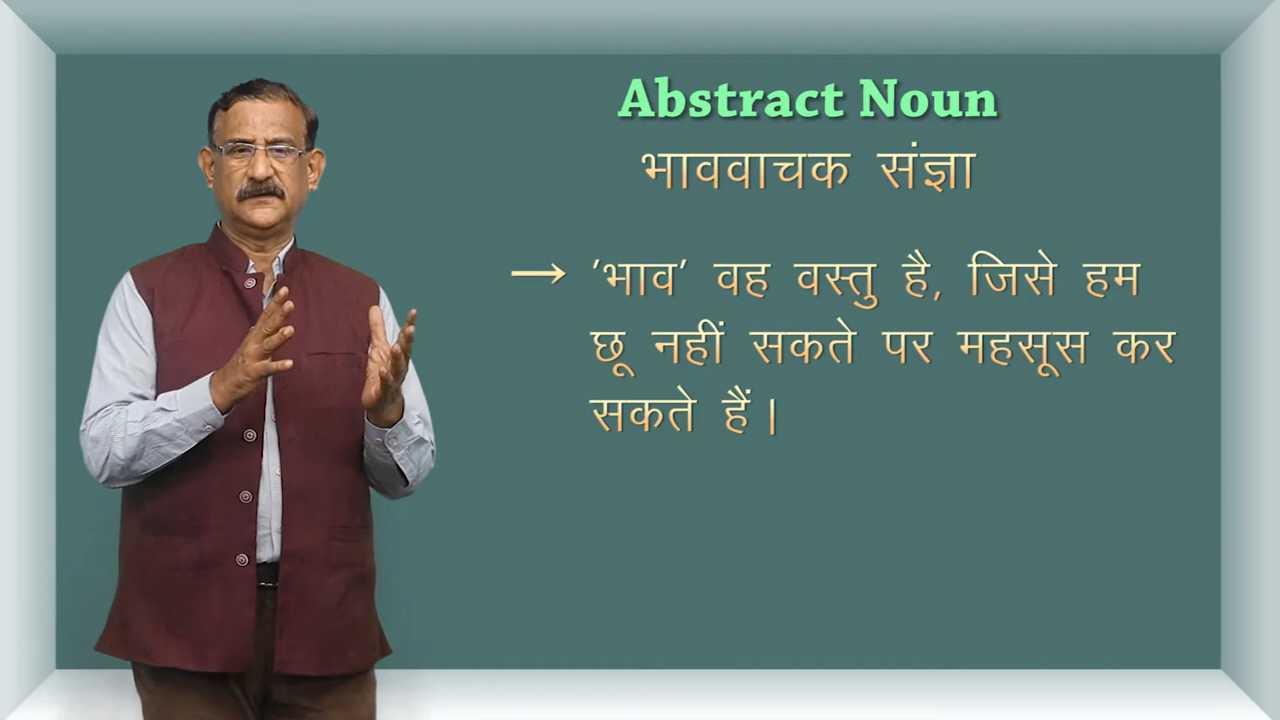 Abstract Noun
भाववाचक संज्ञा
→ ’भाव’ वह वस्तु है, जिसे हम
छू नहीं सकते पर महसूस कर
सकते हैं।